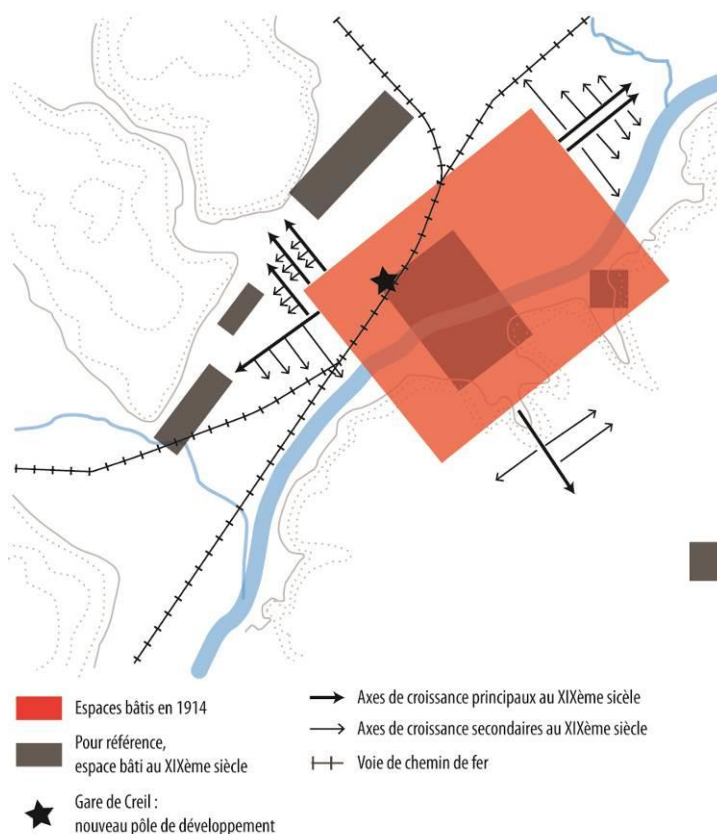 Espaces bâtis en 1914
Pour référence,
espace bâti au XIXème siècle
Gare de Creil :
nouveau pôle de développement
Axes de croissance principaux au XIXème sicèle
Axes de croissance secondaires au XIXème siècle
Voie de chemin de fer